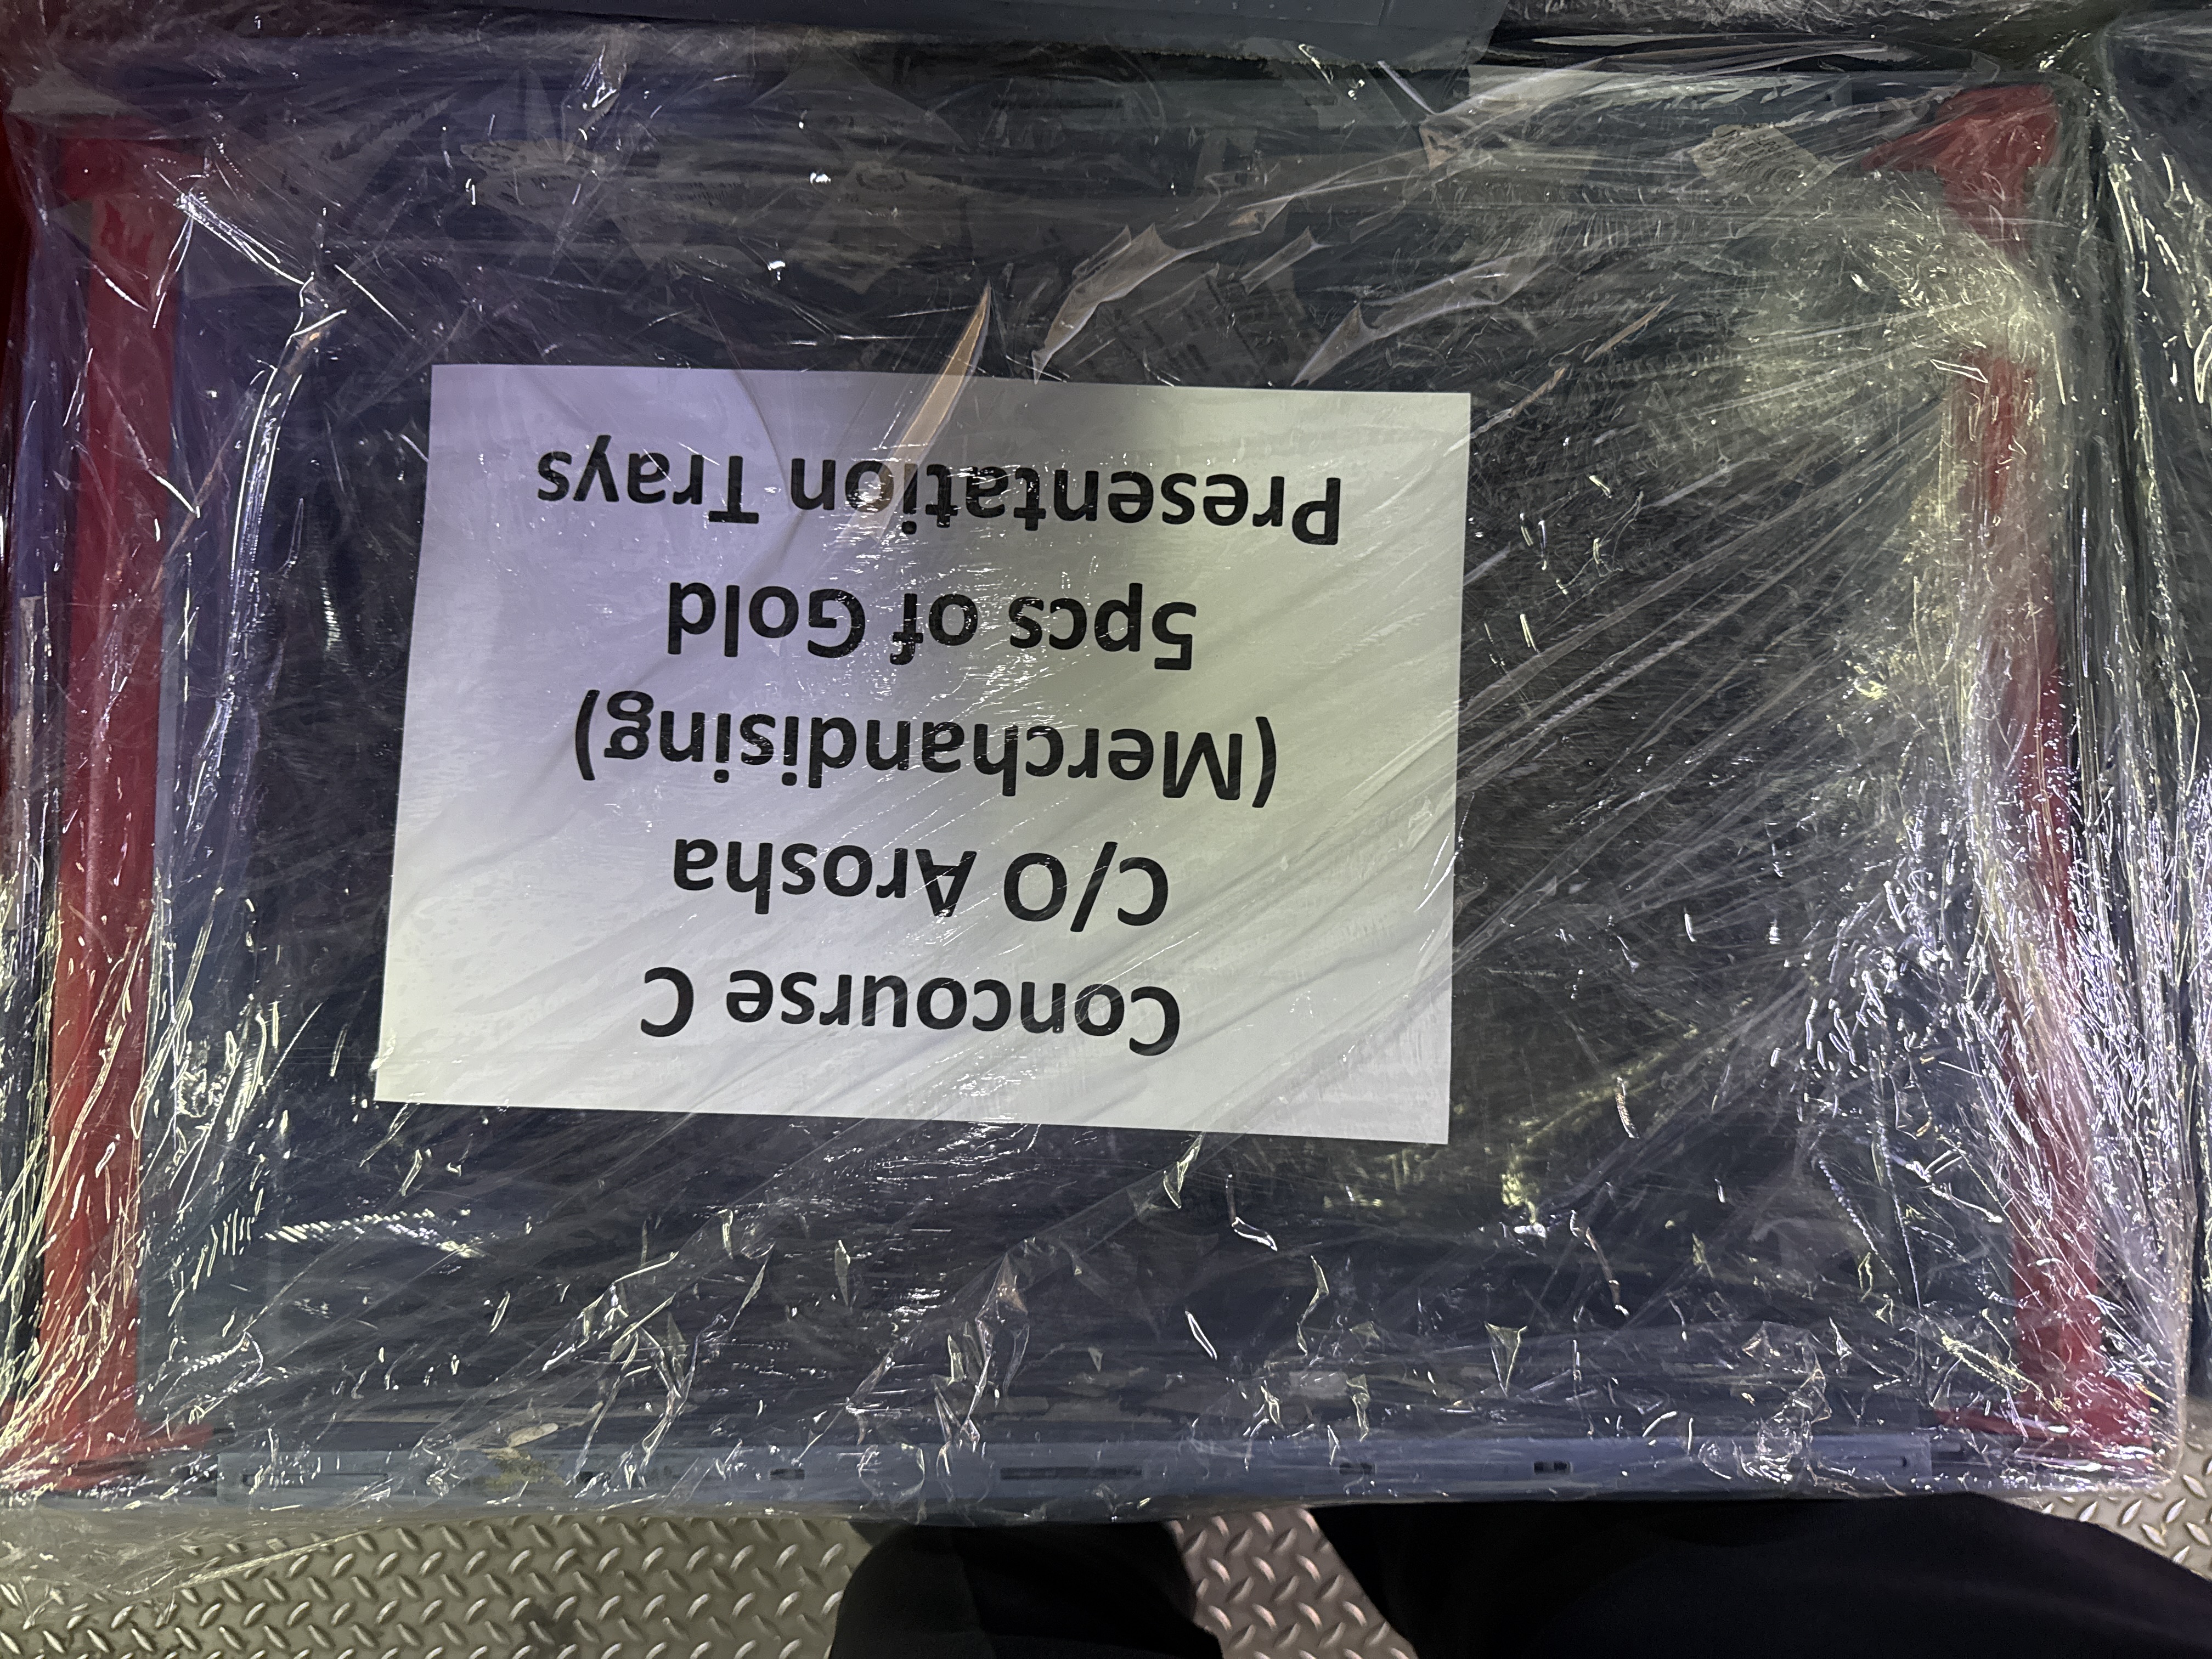 Concourse C
C/O Arosha
(Merchandising)
5pcs of Gold
Presentation Trays